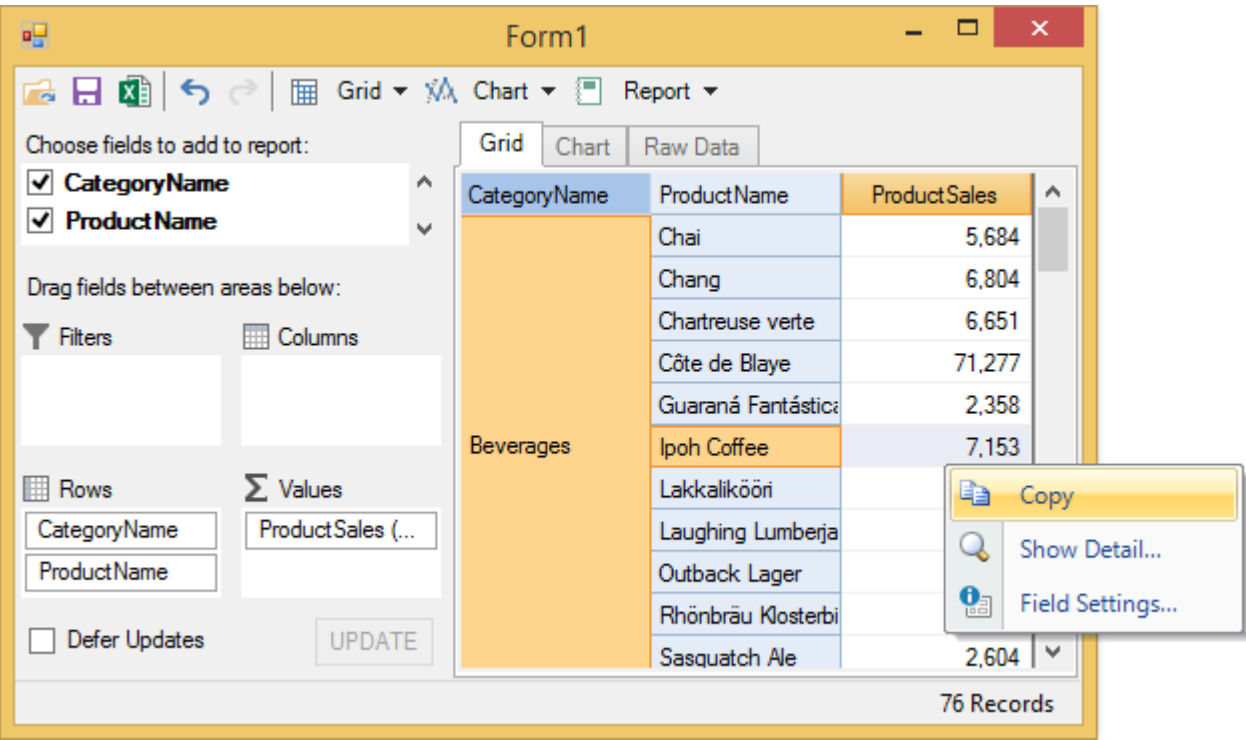 Form1
Grid Chart Report
Choose fields to add to report:
CategoryName
ProductName
Drag fields between areas below:
Filters
Columns
Rows
CategoryName
ProductName
Values
ProductSales (...
Defer Updates
UPDATE
Grid Chart Raw Data
CategoryName ProductName ProductSales
Chai 5,684
Chang 6,804
Chartreuse verte 6,651
Côte de Blaye 71,277
Guaraná Fantástica 2,358
Beverages Ipoh Coffee 7,153
Lakkalikööri
Laughing Lumberja
Outback Lager
Rhönbräu Klosterbi
Sasquatch Ale 2,604
Copy
Show Detail...
Field Settings...
76 Records